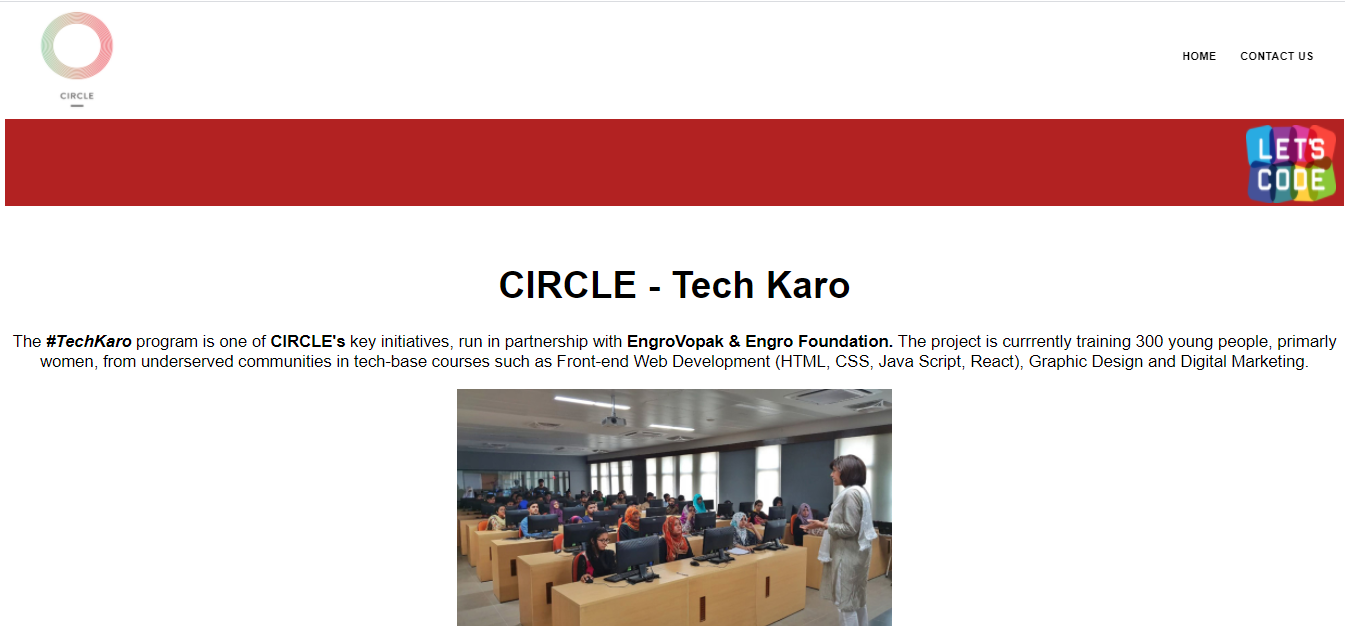 CIRCLE
HOME CONTACT US
LET'S
CODE
CIRCLE - Tech Karo
The #TechKaro program is one of CIRCLE's key initiatives, run in partnership with EngroVopak & Engro Foundation. The project is currrently training 300 young people, primarly
women, from underserved communities in tech-base courses such as Front-end Web Development (HTML, CSS, Java Script, React), Graphic Design and Digital Marketing.